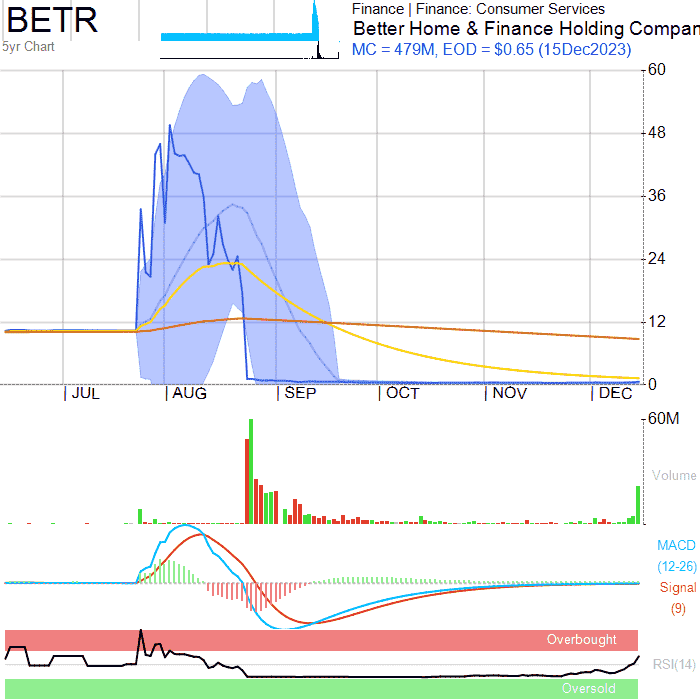 BETR
5yr Chart
Finance | Finance: Consumer Services
Better Home & Finance Holding Compan
MC = 479M, EOD = $0.65 (15Dec2023)
60
48
36
24
12
0
JUL AUG SEP OCT NOV DEC
60M
Volume
MACD
(12-26)
Signal
(9)
Overbought
RSI(14)
Oversold